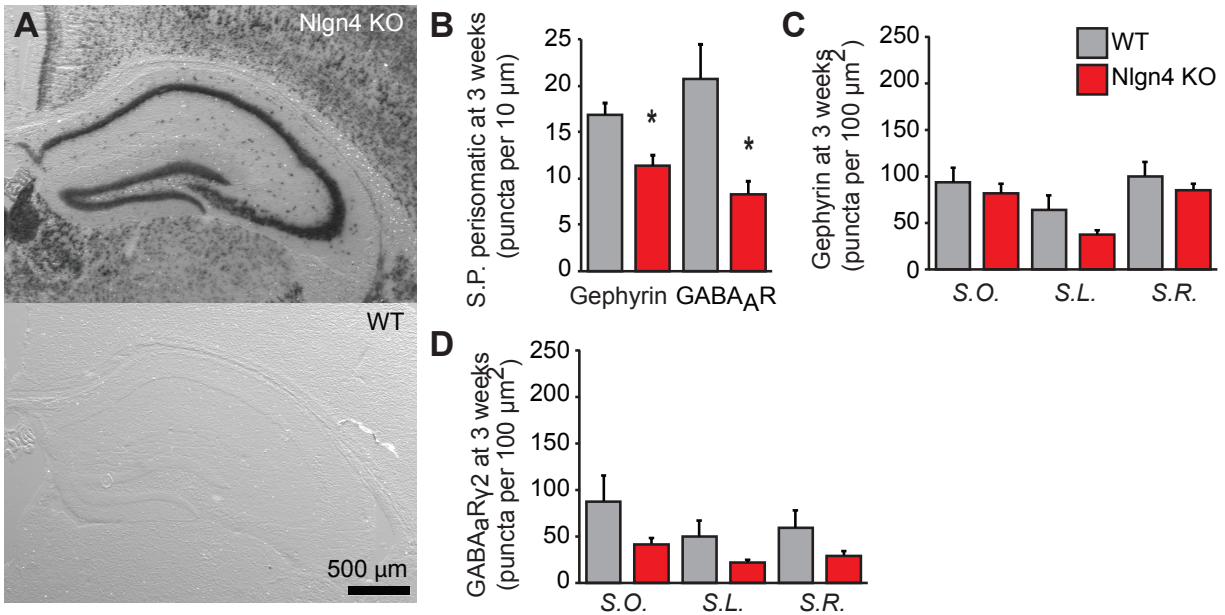 A
Nlgn4 KO
WT
500 µm
B
S.P. perisomatic at 3 weeks
(puncta per 10 µm)
25
20
15
10
5
0
*
*
Gephyrin
GABAAR
C
Gephyrin at 3 weeks
(puncta per 100 µm2)
250
200
150
100
50
0
WT
Nlgn4 KO
S.O.
S.L.
S.R.
D
GABAaRγ2 at 3 weeks
(puncta per 100 µm2)
250
200
150
100
50
0
S.O.
S.L.
S.R.